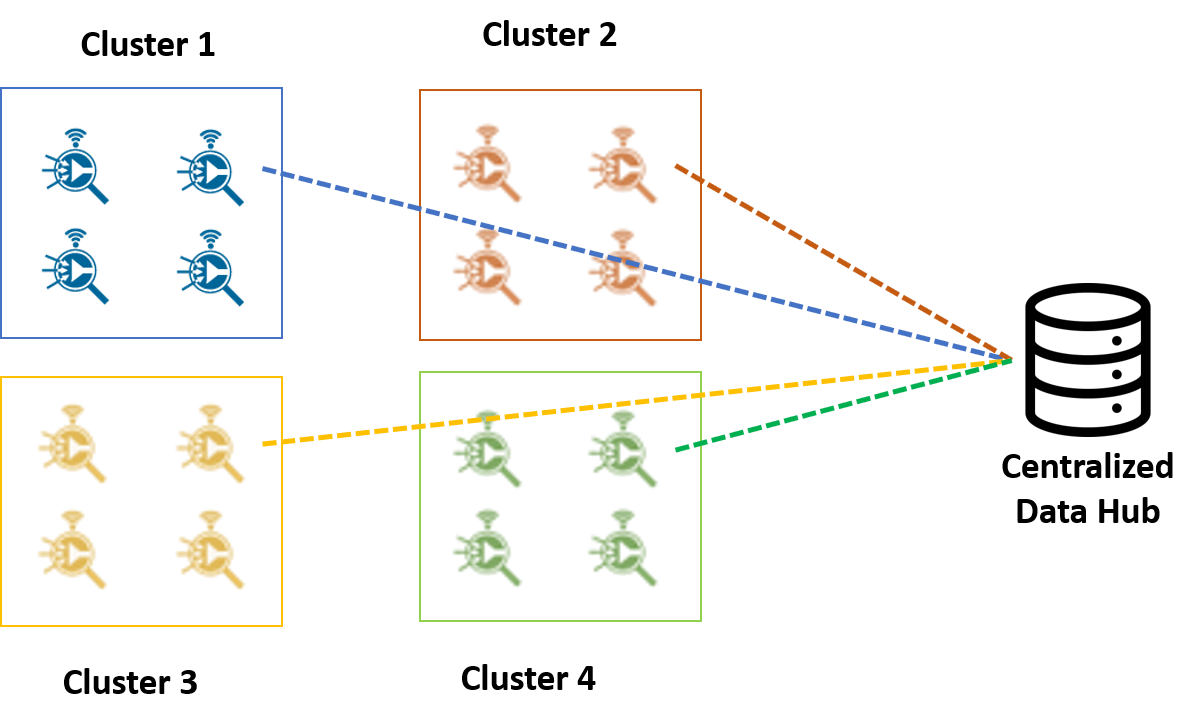 Cluster 1
Cluster 2
Centralized
Data Hub
Cluster 3
Cluster 4